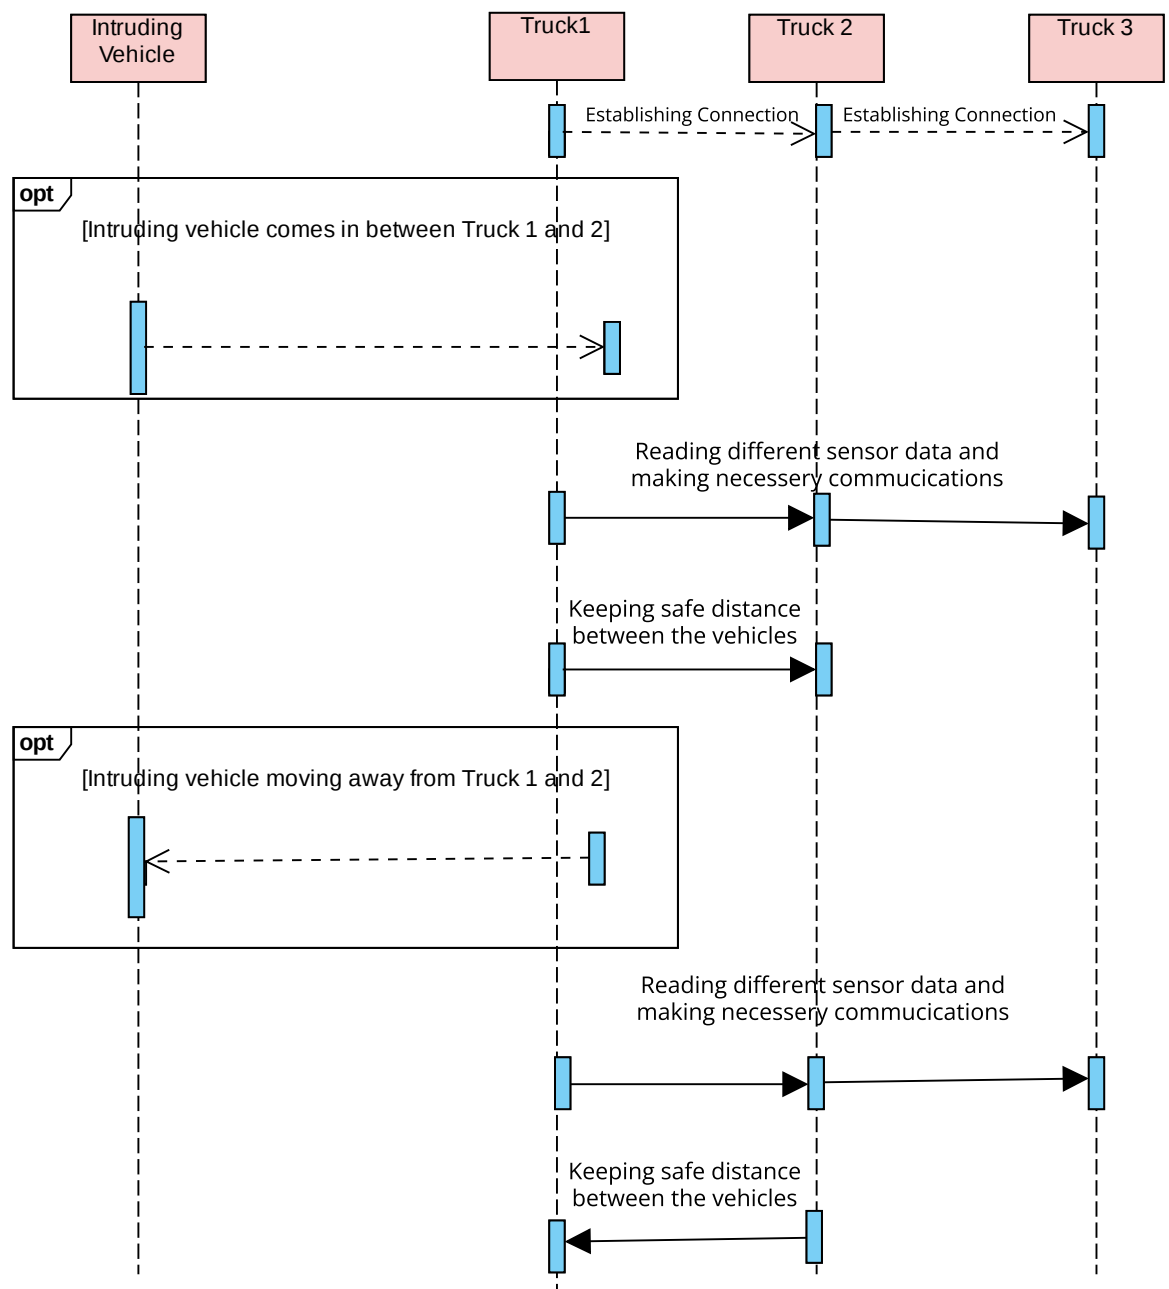 Intruding
Vehicle
Truck1
Truck 2
Truck 3
Establishing Connection
Establishing Connection
opt
[Intruding vehicle comes in between Truck 1 and 2]
Reading different sensor data and
making necessery commucications
Keeping safe distance
between the vehicles
opt
[Intruding vehicle moving away from Truck 1 and 2]
Reading different sensor data and
making necessery commucications
Keeping safe distance
between the vehicles